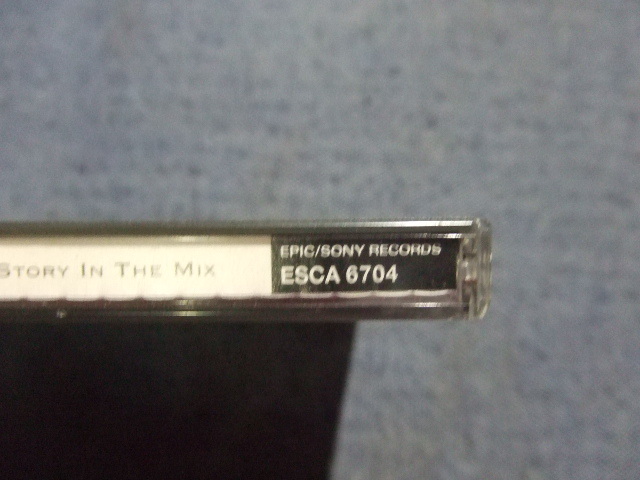 STORY IN THE MIX
EPIC/SONY RECORDS
ESCA 6704